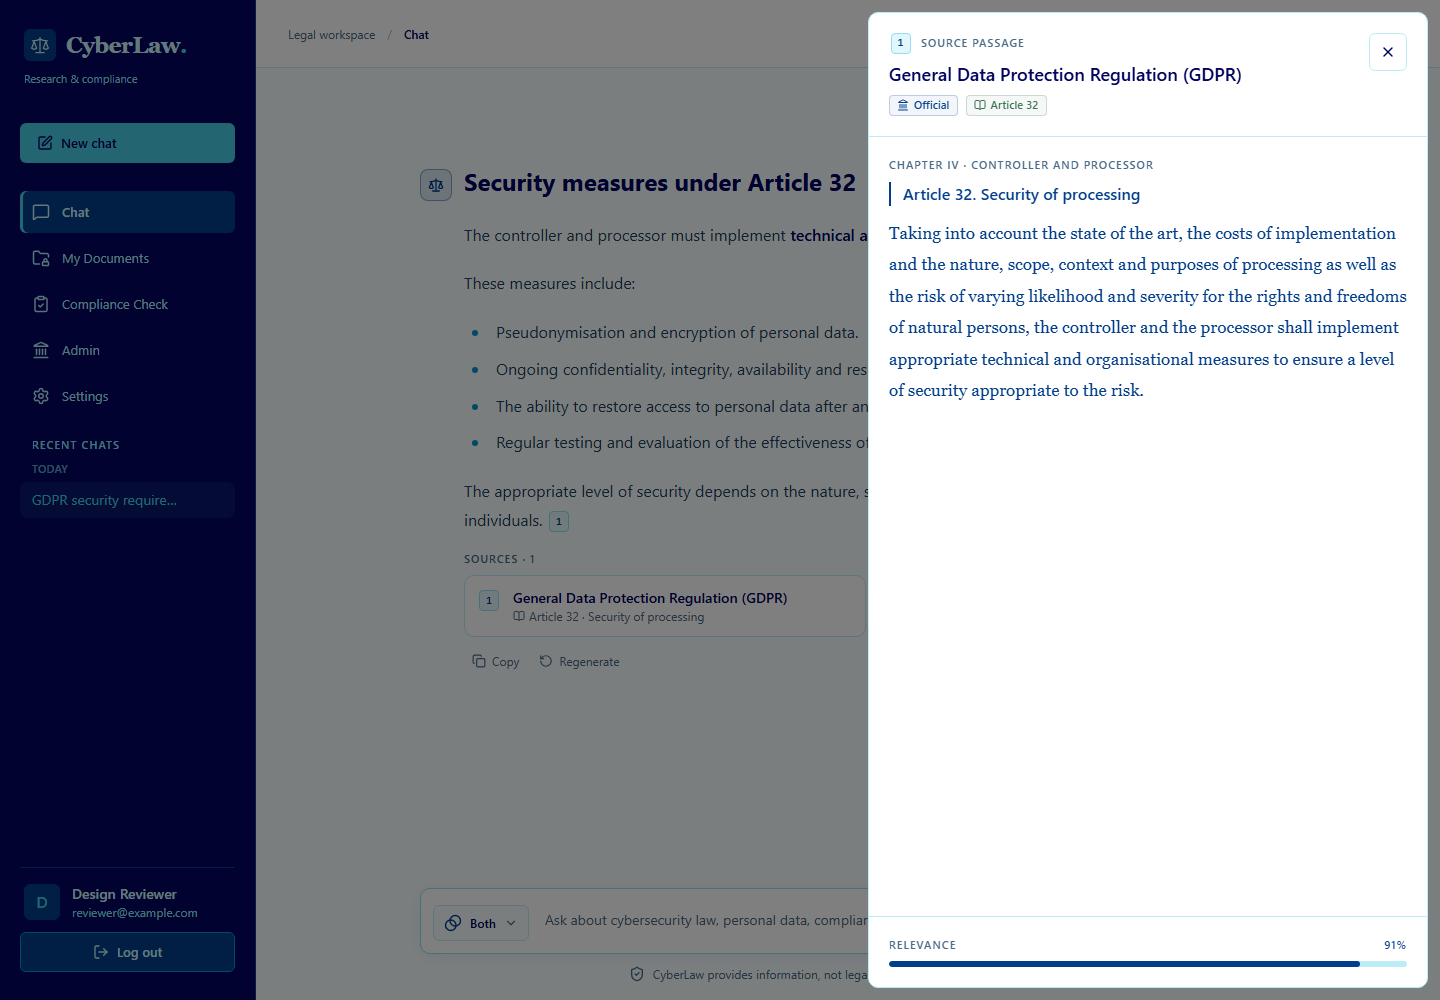 CyberLaw.
Research & compliance
New chat
Chat
My Documents
Compliance Check
Admin
Settings
RECENT CHATS
TODAY
GDPR security require...
D
Design Reviewer
reviewer@example.com
Log out
Legal workspace / Chat
Security measures under Article 32
The controller and processor must implement technical a
These measures include:
Pseudonymisation and encryption of personal data.
Ongoing confidentiality, integrity, availability and res
The ability to restore access to personal data after an
Regular testing and evaluation of the effectiveness of
The appropriate level of security depends on the nature, s
individuals. 1
SOURCES · 1
1 General Data Protection Regulation (GDPR)
Article 32 · Security of processing
Copy Regenerate
Both Ask about cybersecurity law, personal data, complian
CyberLaw provides information, not lega
1 SOURCE PASSAGE
General Data Protection Regulation (GDPR)
Official Article 32
CHAPTER IV · CONTROLLER AND PROCESSOR
Article 32. Security of processing
Taking into account the state of the art, the costs of implementation
and the nature, scope, context and purposes of processing as well as
the risk of varying likelihood and severity for the rights and freedoms
of natural persons, the controller and the processor shall implement
appropriate technical and organisational measures to ensure a level
of security appropriate to the risk.
RELEVANCE 91%